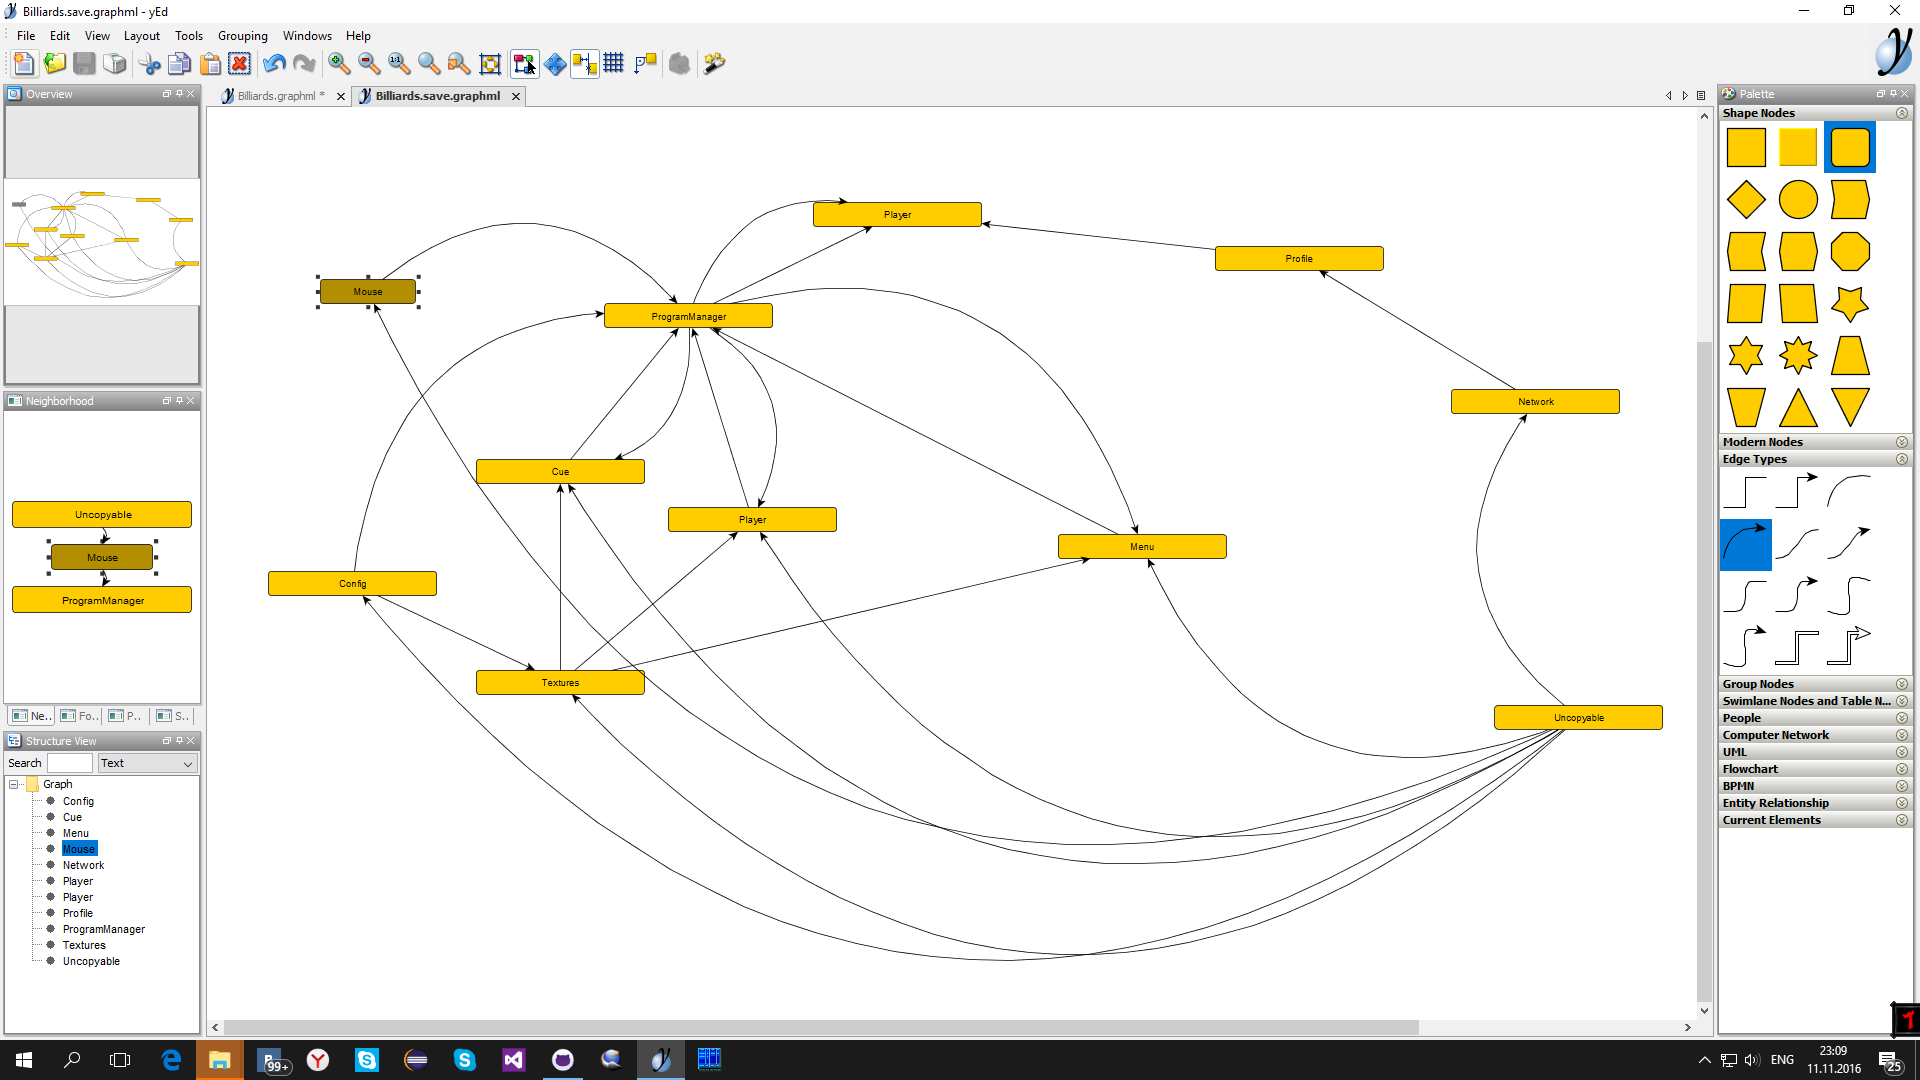 Billiards.save.graphml - yEd
File Edit View Layout Tools Grouping Windows Help
1:1
Overview
Billiards.graphml *
Billiards.save.graphml
Neighborhood
Uncopyable
Mouse
ProgramManager
Ne..
Fo..
P..
S..
Structure View
Search
Text
Graph
Config
Cue
Menu
Mouse
Network
Player
Player
Profile
ProgramManager
Textures
Uncopyable
Player
Profile
Mouse
ProgramManager
Network
Cue
Player
Menu
Config
Textures
Uncopyable
Palette
Shape Nodes
Modern Nodes
Edge Types
Group Nodes
Swimlane Nodes and Table N...
People
Computer Network
UML
Flowchart
BPMN
Entity Relationship
Current Elements
99+
ENG
23:09
11.11.2016
25